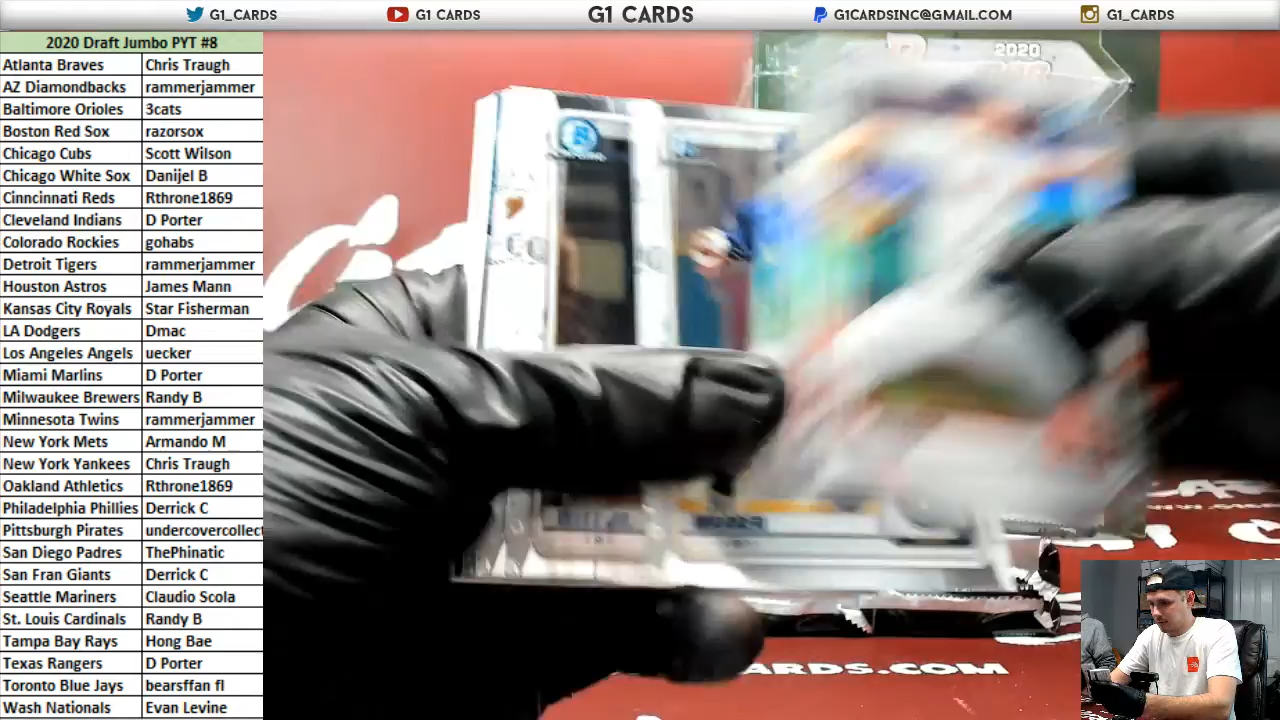 G1_CARDS
G1 CARDS
G1 CARDS
G1CARDSINC@GMAIL.COM
G1_CARDS
2020 Draft Jumbo PYT #8
Atlanta Braves Chris Traugh
AZ Diamondbacks rammerjammer
Baltimore Orioles 3cats
Boston Red Sox razorsox
Chicago Cubs Scott Wilson
Chicago White Sox Danijel B
Cinncinnati Reds Rthrone1869
Cleveland Indians D Porter
Colorado Rockies gohabs
Detroit Tigers rammerjammer
Houston Astros James Mann
Kansas City Royals Star Fisherman
LA Dodgers Dmac
Los Angeles Angels uecker
Miami Marlins D Porter
Milwaukee Brewers Randy B
Minnesota Twins rammerjammer
New York Mets Armando M
New York Yankees Chris Traugh
Oakland Athletics Rthrone1869
Philadelphia Phillies Derrick C
Pittsburgh Pirates undercovercollect
San Diego Padres ThePhinatic
San Fran Giants Derrick C
Seattle Mariners Claudio Scola
St. Louis Cardinals Randy B
Tampa Bay Rays Hong Bae
Texas Rangers D Porter
Toronto Blue Jays bearsffan fl
Wash Nationals Evan Levine
2020
ARDS.COM